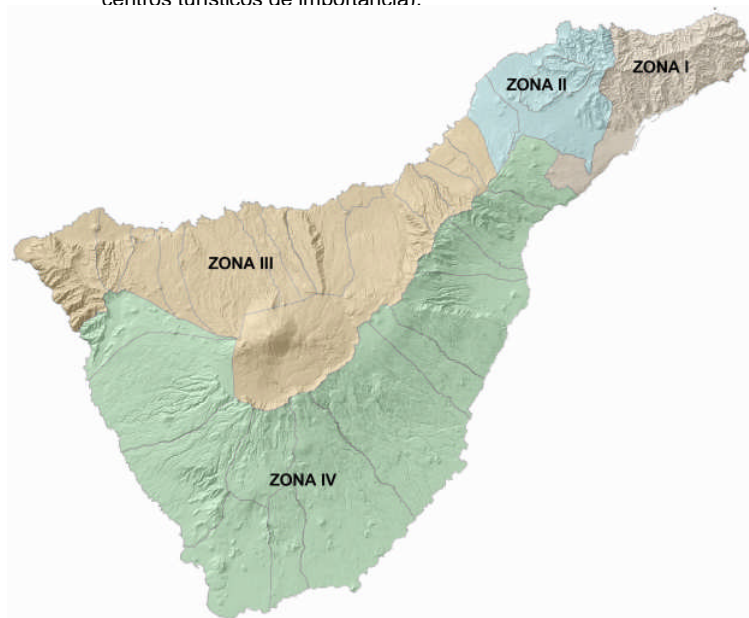 centros turísticos de importancia).
ZONA I
ZONA II
ZONA III
ZONA IV